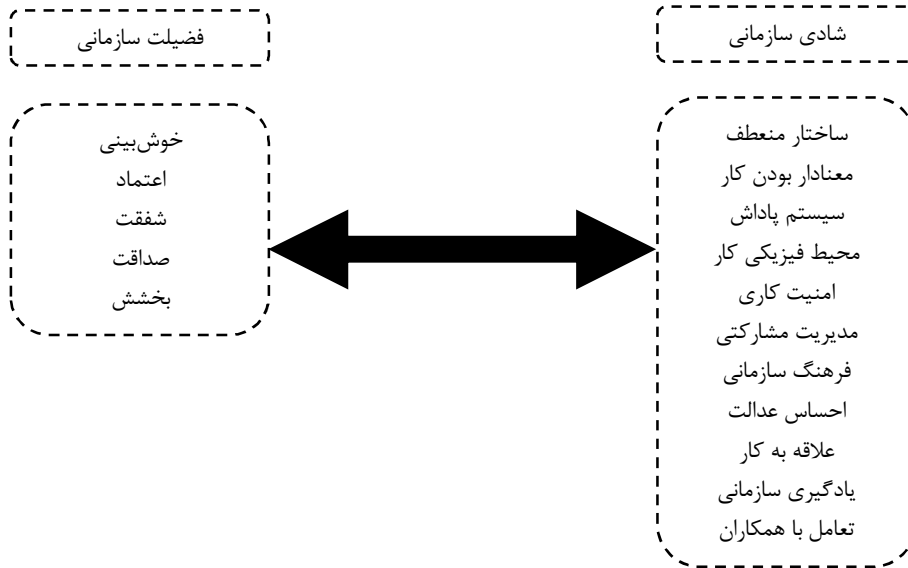 شادی سازمانی
ساختار منعطف
معنادار بودن کار
سیستم پاداش
محیط فیزیکی کار
امنیت کاری
مدیریت مشارکتی
فرهنگ سازمانی
احساس عدالت
علاقه به کار
یادگیری سازمانی
تعامل با همکاران
فضیلت سازمانی
خوش‌بینی
اعتماد
شفقت
صداقت
بخشش